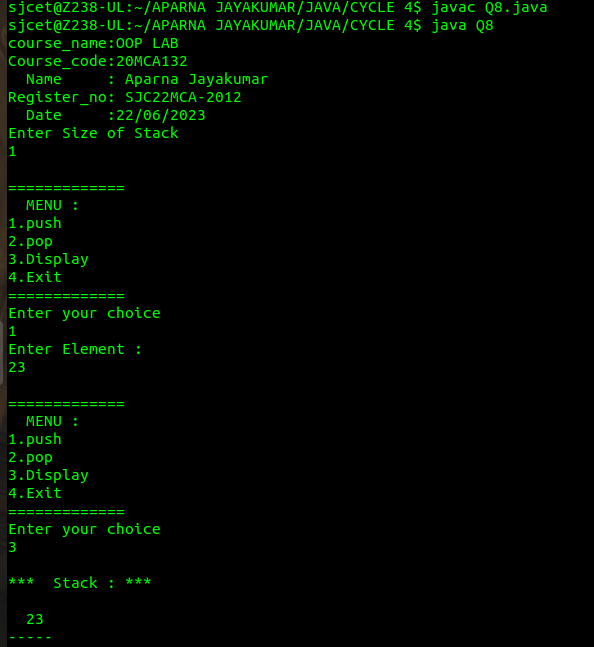 sjcet@Z238-UL:~/APARNA JAYAKUMAR/JAVA/CYCLE 4$ javac Q8.java
sjcet@Z238-UL:~/APARNA JAYAKUMAR/JAVA/CYCLE 4$ java Q8
course_name:OOP LAB
Course_code:20MCA132
  Name     : Aparna Jayakumar
Register_no: SJC22MCA-2012
  Date     :22/06/2023
Enter Size of Stack
1

=============
  MENU :
1.push
2.pop
3.Display
4.Exit
=============
Enter your choice
1
Enter Element :
23

=============
  MENU :
1.push
2.pop
3.Display
4.Exit
=============
Enter your choice
3

***  Stack : ***

  23
-----